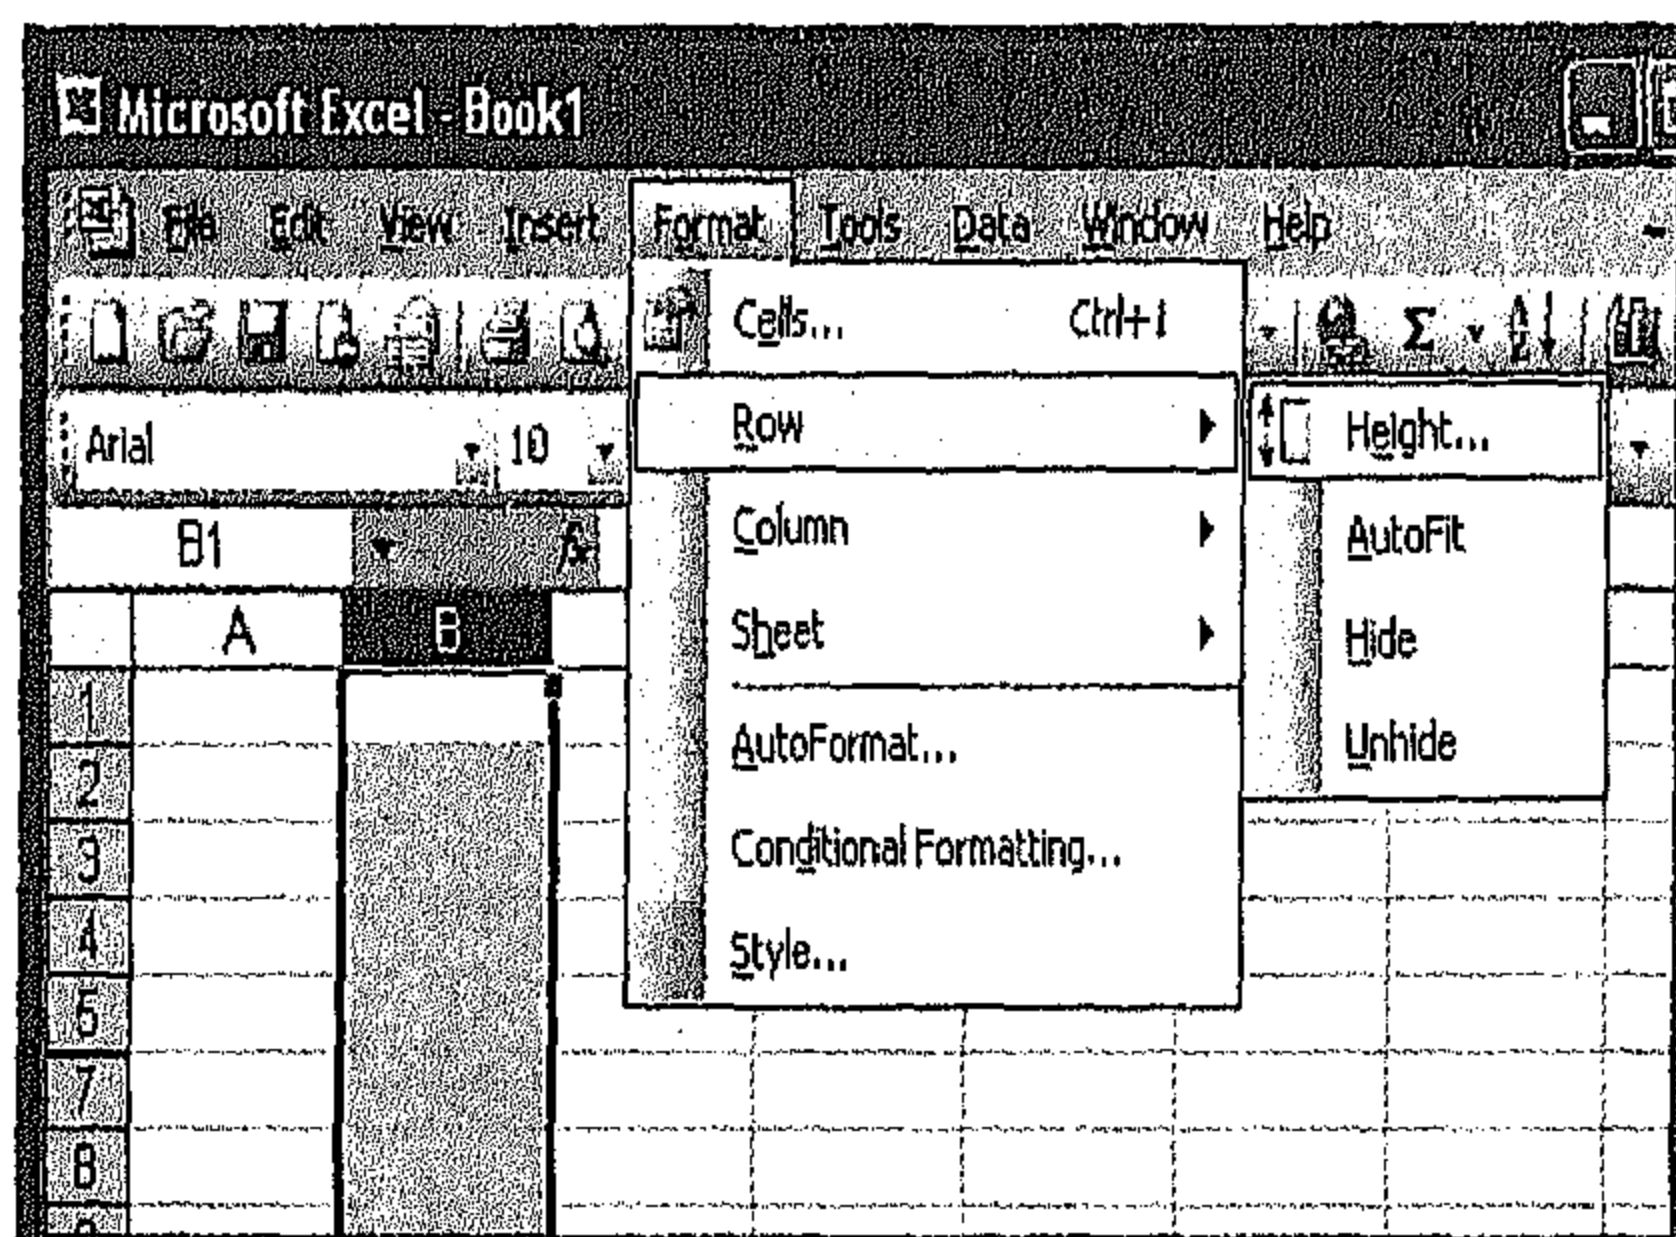 Microsoft Excel - Book1
File Edit View Insert Format Tools Data Window Help
Cells... Ctrl+1
Arial 10
Row Height...
B1 fx
Column AutoFit
A B
Sheet Hide
1
AutoFormat... Unhide
2
3
Conditional Formatting...
4
Style...
5
7
8